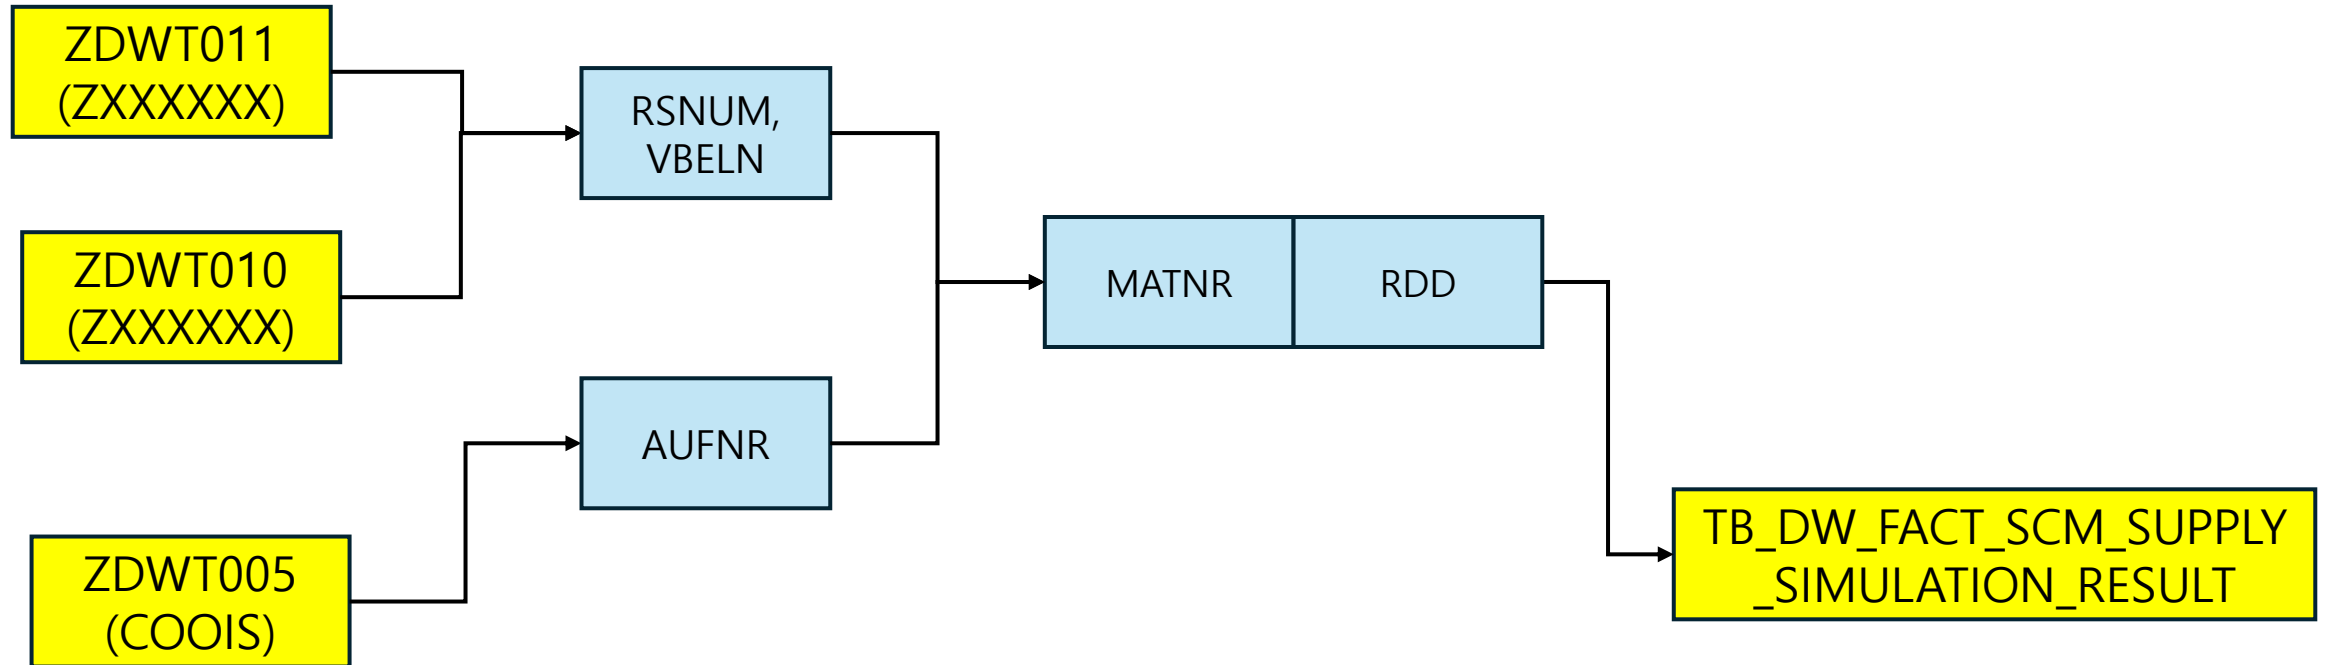 ZDWT011
(ZXXXXXX)
RSNUM,
VBELN
ZDWT010
(ZXXXXXX)
MATNR
RDD
AUFNR
ZDWT005
(COOIS)
TB_DW_FACT_SCM_SUPPLY
_SIMULATION_RESULT